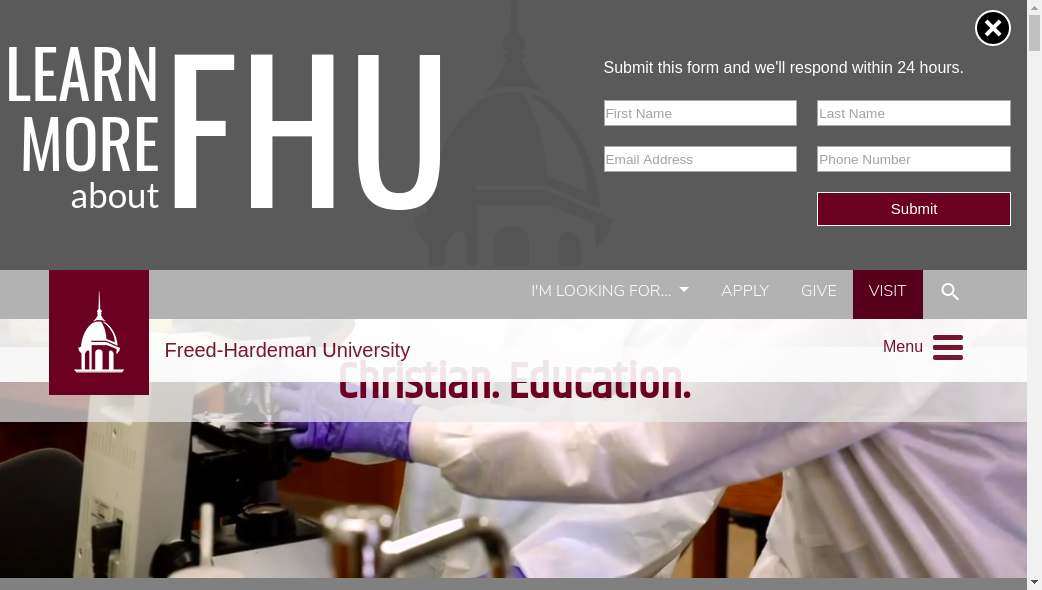 LEARN
MORE
about
FHU
Submit this form and we'll respond within 24 hours.
First Name
Last Name
Email Address
Phone Number
Submit
I'M LOOKING FOR...
APPLY
GIVE
VISIT
Freed-Hardeman University
Menu
Christian. Education.